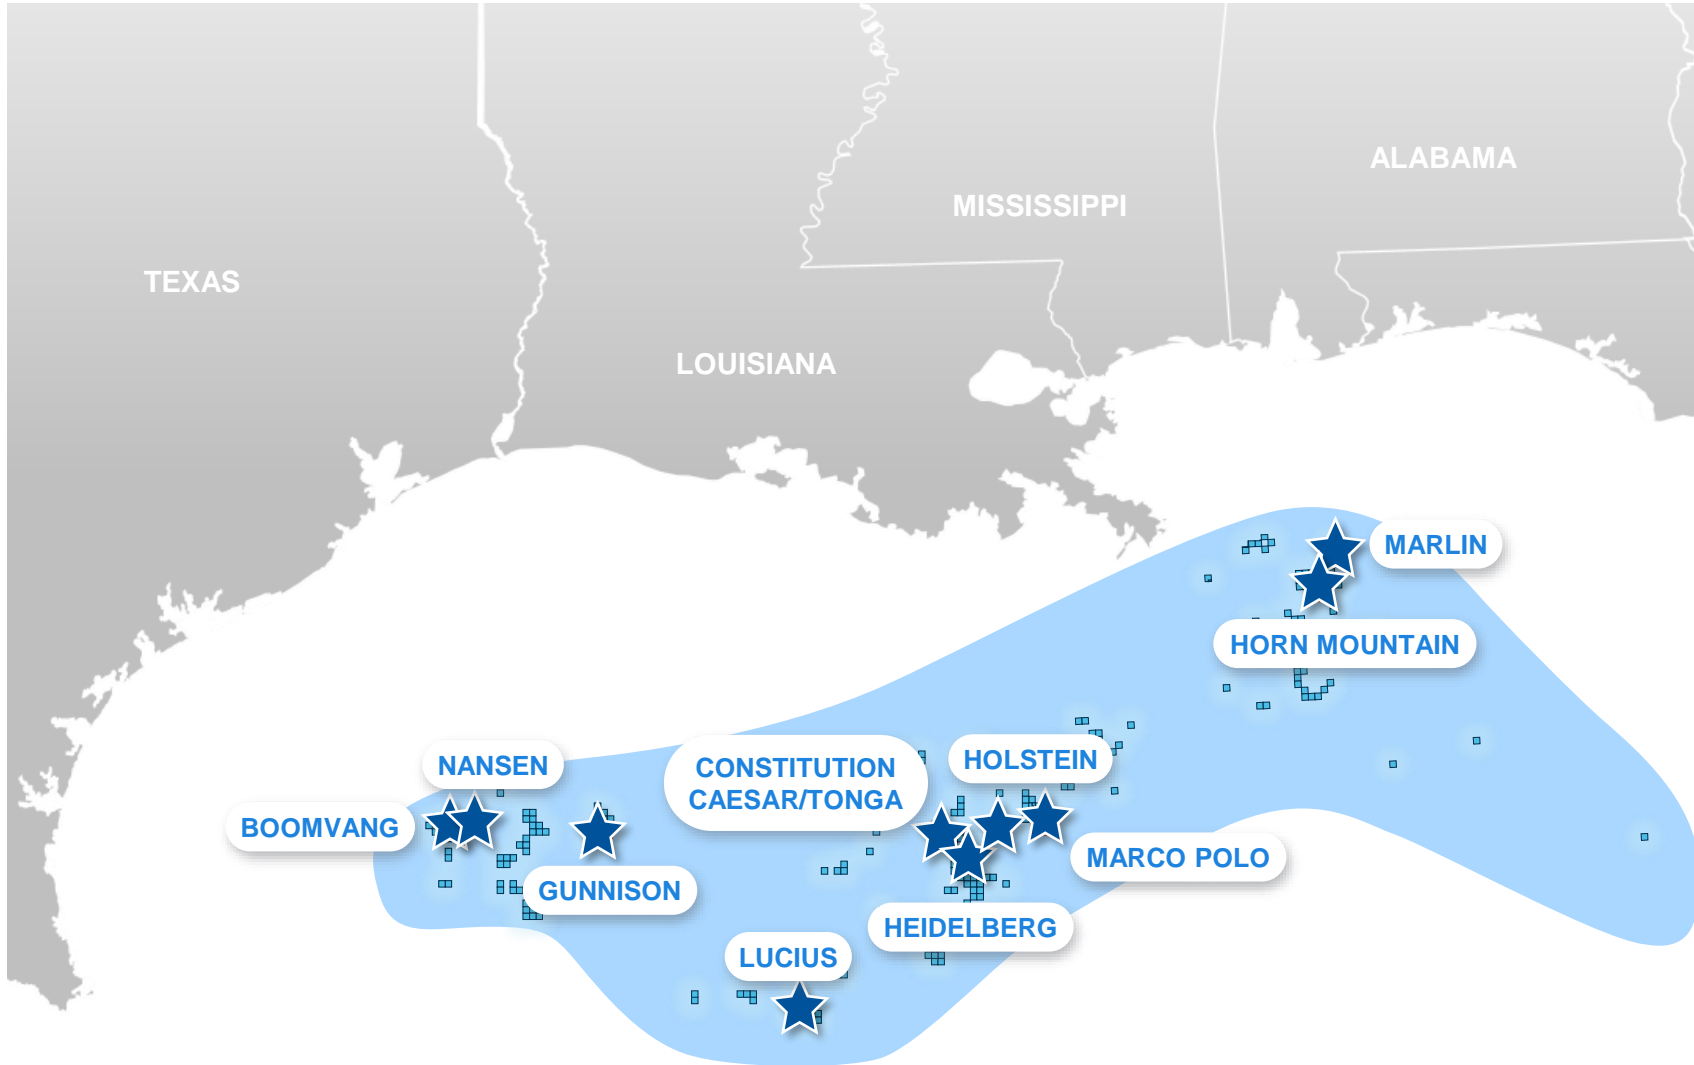 ALABAMA
MISSISSIPPI
TEXAS
LOUISIANA
MARLIN
HORN MOUNTAIN
NANSEN
CONSTITUTION
CAESAR/TONGA
HOLSTEIN
BOOMVANG
MARCO POLO
GUNNISON
HEIDELBERG
LUCIUS